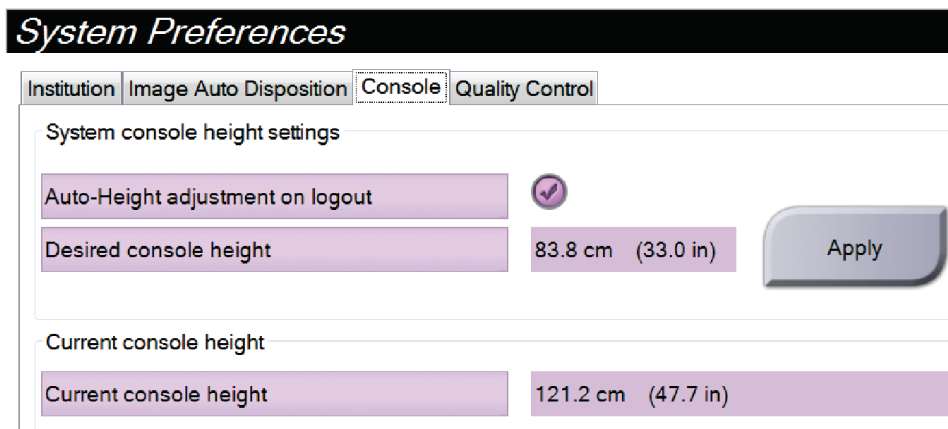 System Preferences
Institution Image Auto Disposition Console Quality Control
System console height settings
Auto-Height adjustment on logout
Desired console height 83.8 cm (33.0 in) Apply
Current console height
Current console height 121.2 cm (47.7 in)